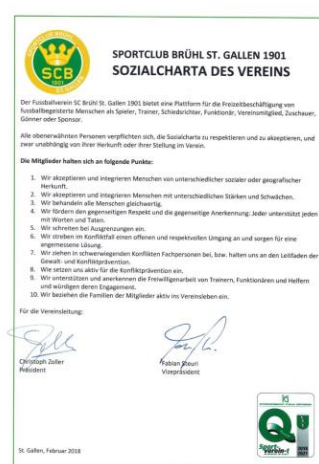 SPORTCLUB BRÜHL ST. GALLEN
SCB
1901
SPORTCLUB BRÜHL ST. GALLEN 1901
SOZIALCHARTA DES VEREINS
Der Fussballverein SC Brühl St. Gallen 1901 bietet eine Plattform für die Freizeitbeschäftigung von
fussballbegeisterte Menschen als Spieler, Trainer, Schiedsrichter, Funktionär, Vereinsmitglied, Zuschauer,
Gönner oder Sponsor.
Alle obenerwähnten Personen verpflichten sich, die Sozialcharta zu respektieren und zu akzeptieren, und
zwar unabhängig von ihrer Herkunft oder ihrer Stellung im Verein.
Die Mitglieder halten sich an folgende Punkte:
1. Wir akzeptieren und integrieren Menschen von unterschiedlicher sozialer oder geografischer
Herkunft.
2. Wir akzeptieren und integrieren Menschen mit unterschiedlichen Stärken und Schwächen.
3. Wir behandeln alle Menschen gleichwertig.
4. Wir fördern den gegenseitigen Respekt und die gegenseitige Anerkennung: Jeder unterstützt jeden
mit Worten und Taten.
5. Wir schreiten bei Ausgrenzungen ein.
6. Wir streben im Konfliktfall einen offenen und respektvollen Umgang an und sorgen für eine
angemessene Lösung.
7. Wir ziehen in schwerwiegenden Konflikten Fachpersonen bei, bzw. halten uns an den Leitfaden der
Gewalt- und Konfliktprävention.
8. Wie setzen uns aktiv für die Konfliktprävention ein.
9. Wir unterstützen und anerkennen die Freiwilligenarbeit von Trainern, Funktionären und Helfern
und würdigen deren Engagement.
10. Wir beziehen die Familien der Mitglieder aktiv ins Vereinsleben ein.
Für die Vereinsleitung:
Christoph Zoller
Präsident
Fabian Steuri
Vizepräsident
Sport-
verein-t
2018
2021
St. Gallen, Februar 2018